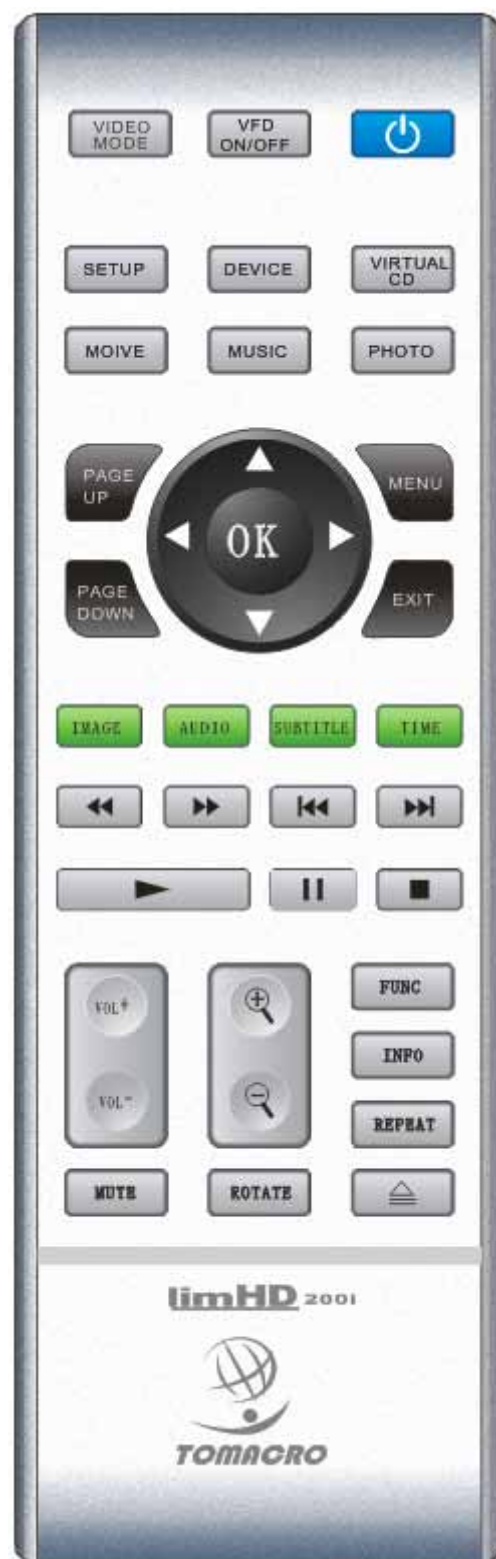 VIDEO
MODE
VFD
ON/OFF
SETUP
DEVICE
VIRTUAL
CD
MOIVE
MUSIC
PHOTO
PAGE
UP
MENU
OK
PAGE
DOWN
EXIT
IMAGE
AUDIO
SUBTITLE
TIME
VOL+
VOL-
FUNC
INFO
REPEAT
MUTE
ROTATE
limHD 2001
TOMACRO